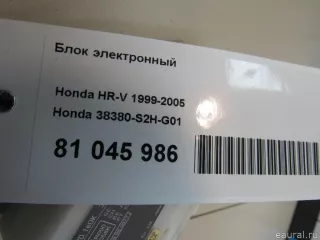 Блок электронный
Honda HR-V 1999-2005
Honda 38380-S2H-G01
81 045 986
eaural.ru